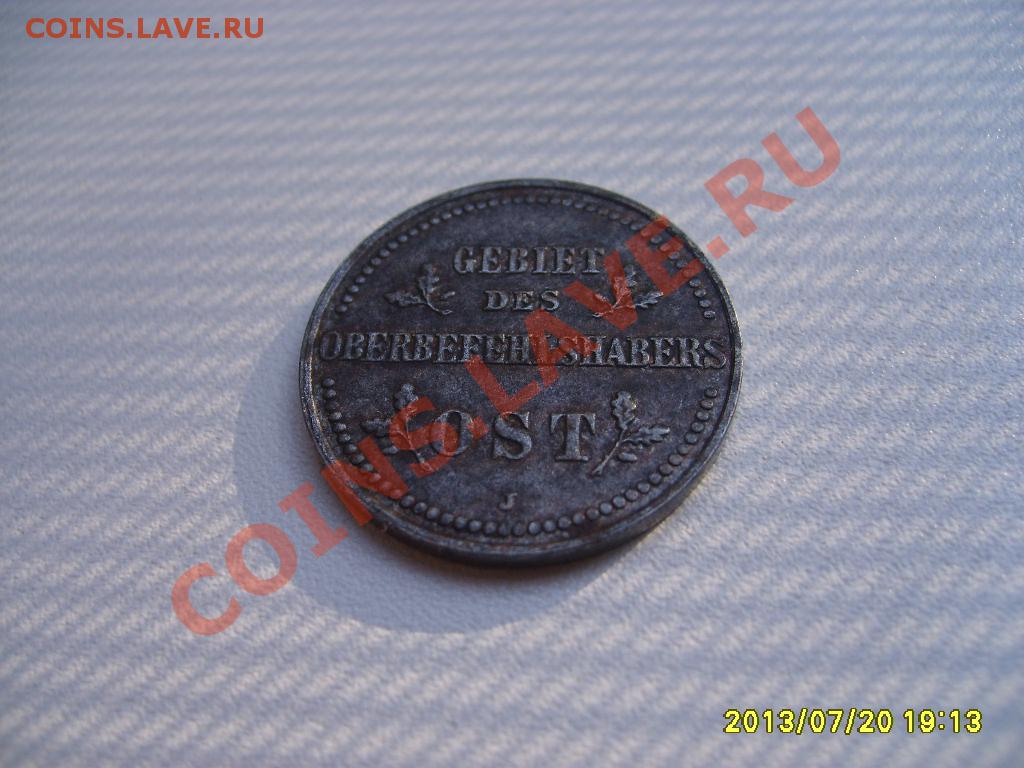 COINS.LAVE.RU
GEBIET
DES
OBERBEFEHLSHABERS
OST
J
COINS.LAVE.RU
2013/07/20 19:13